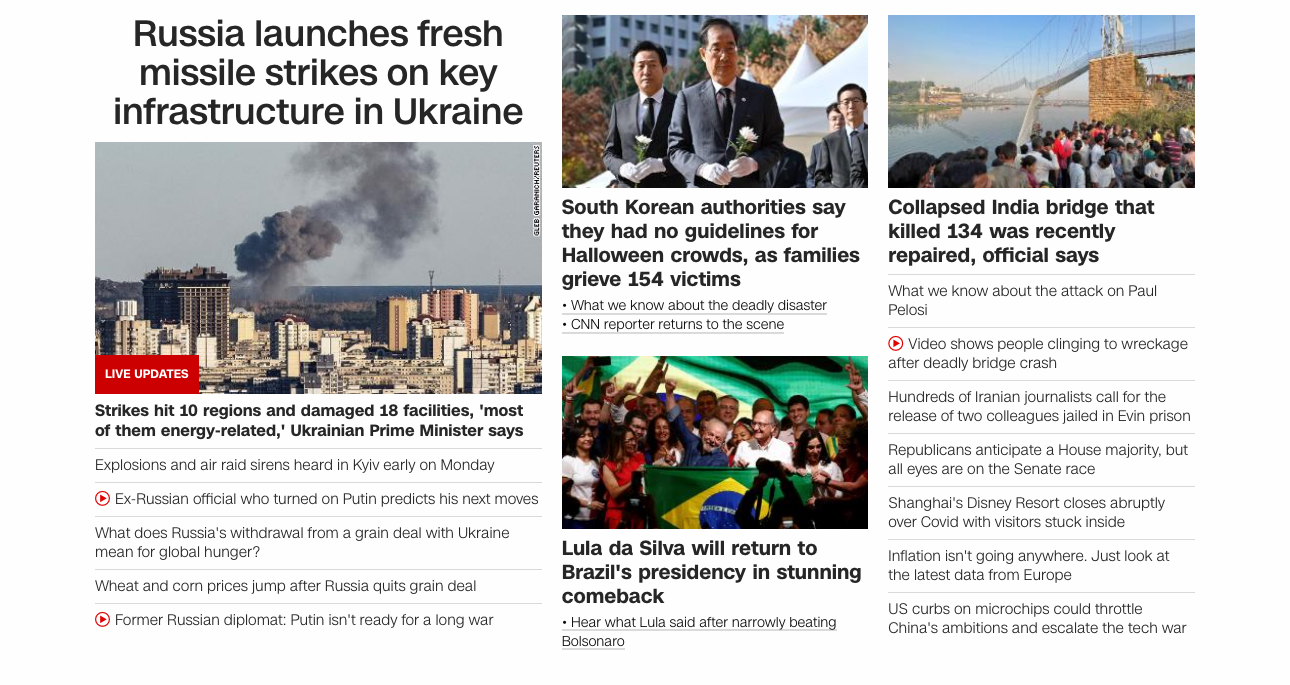 Russia launches fresh
missile strikes on key
infrastructure in Ukraine
GLEB GARANICH/REUTERS
LIVE UPDATES
Strikes hit 10 regions and damaged 18 facilities, 'most
of them energy-related,' Ukrainian Prime Minister says
Explosions and air raid sirens heard in Kyiv early on Monday
Ex-Russian official who turned on Putin predicts his next moves
What does Russia's withdrawal from a grain deal with Ukraine
mean for global hunger?
Wheat and corn prices jump after Russia quits grain deal
Former Russian diplomat: Putin isn't ready for a long war
South Korean authorities say
they had no guidelines for
Halloween crowds, as families
grieve 154 victims
• What we know about the deadly disaster
• CNN reporter returns to the scene
Lula da Silva will return to
Brazil's presidency in stunning
comeback
• Hear what Lula said after narrowly beating
Bolsonaro
Collapsed India bridge that
killed 134 was recently
repaired, official says
What we know about the attack on Paul
Pelosi
Video shows people clinging to wreckage
after deadly bridge crash
Hundreds of Iranian journalists call for the
release of two colleagues jailed in Evin prison
Republicans anticipate a House majority, but
all eyes are on the Senate race
Shanghai's Disney Resort closes abruptly
over Covid with visitors stuck inside
Inflation isn't going anywhere. Just look at
the latest data from Europe
US curbs on microchips could throttle
China's ambitions and escalate the tech war